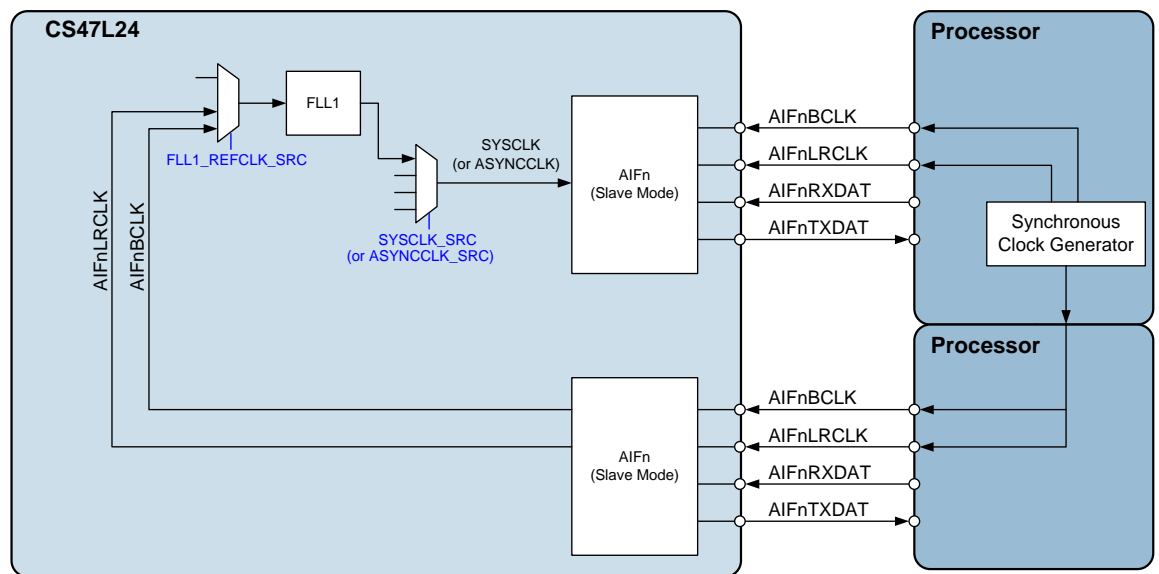 CS47L24
Processor
FLL1
FLL1_REFCLK_SRC
SYSCLK
(or ASYNCCLK)
SYSCLK_SRC
(or ASYNCCLK_SRC)
AIFn
(Slave Mode)
AIFnBCLK
AIFnLRCLK
AIFnRXDAT
AIFnTXDAT
Synchronous
Clock Generator
AIFnLRCLK
AIFnBCLK
Processor
AIFn
(Slave Mode)
AIFnBCLK
AIFnLRCLK
AIFnRXDAT
AIFnTXDAT